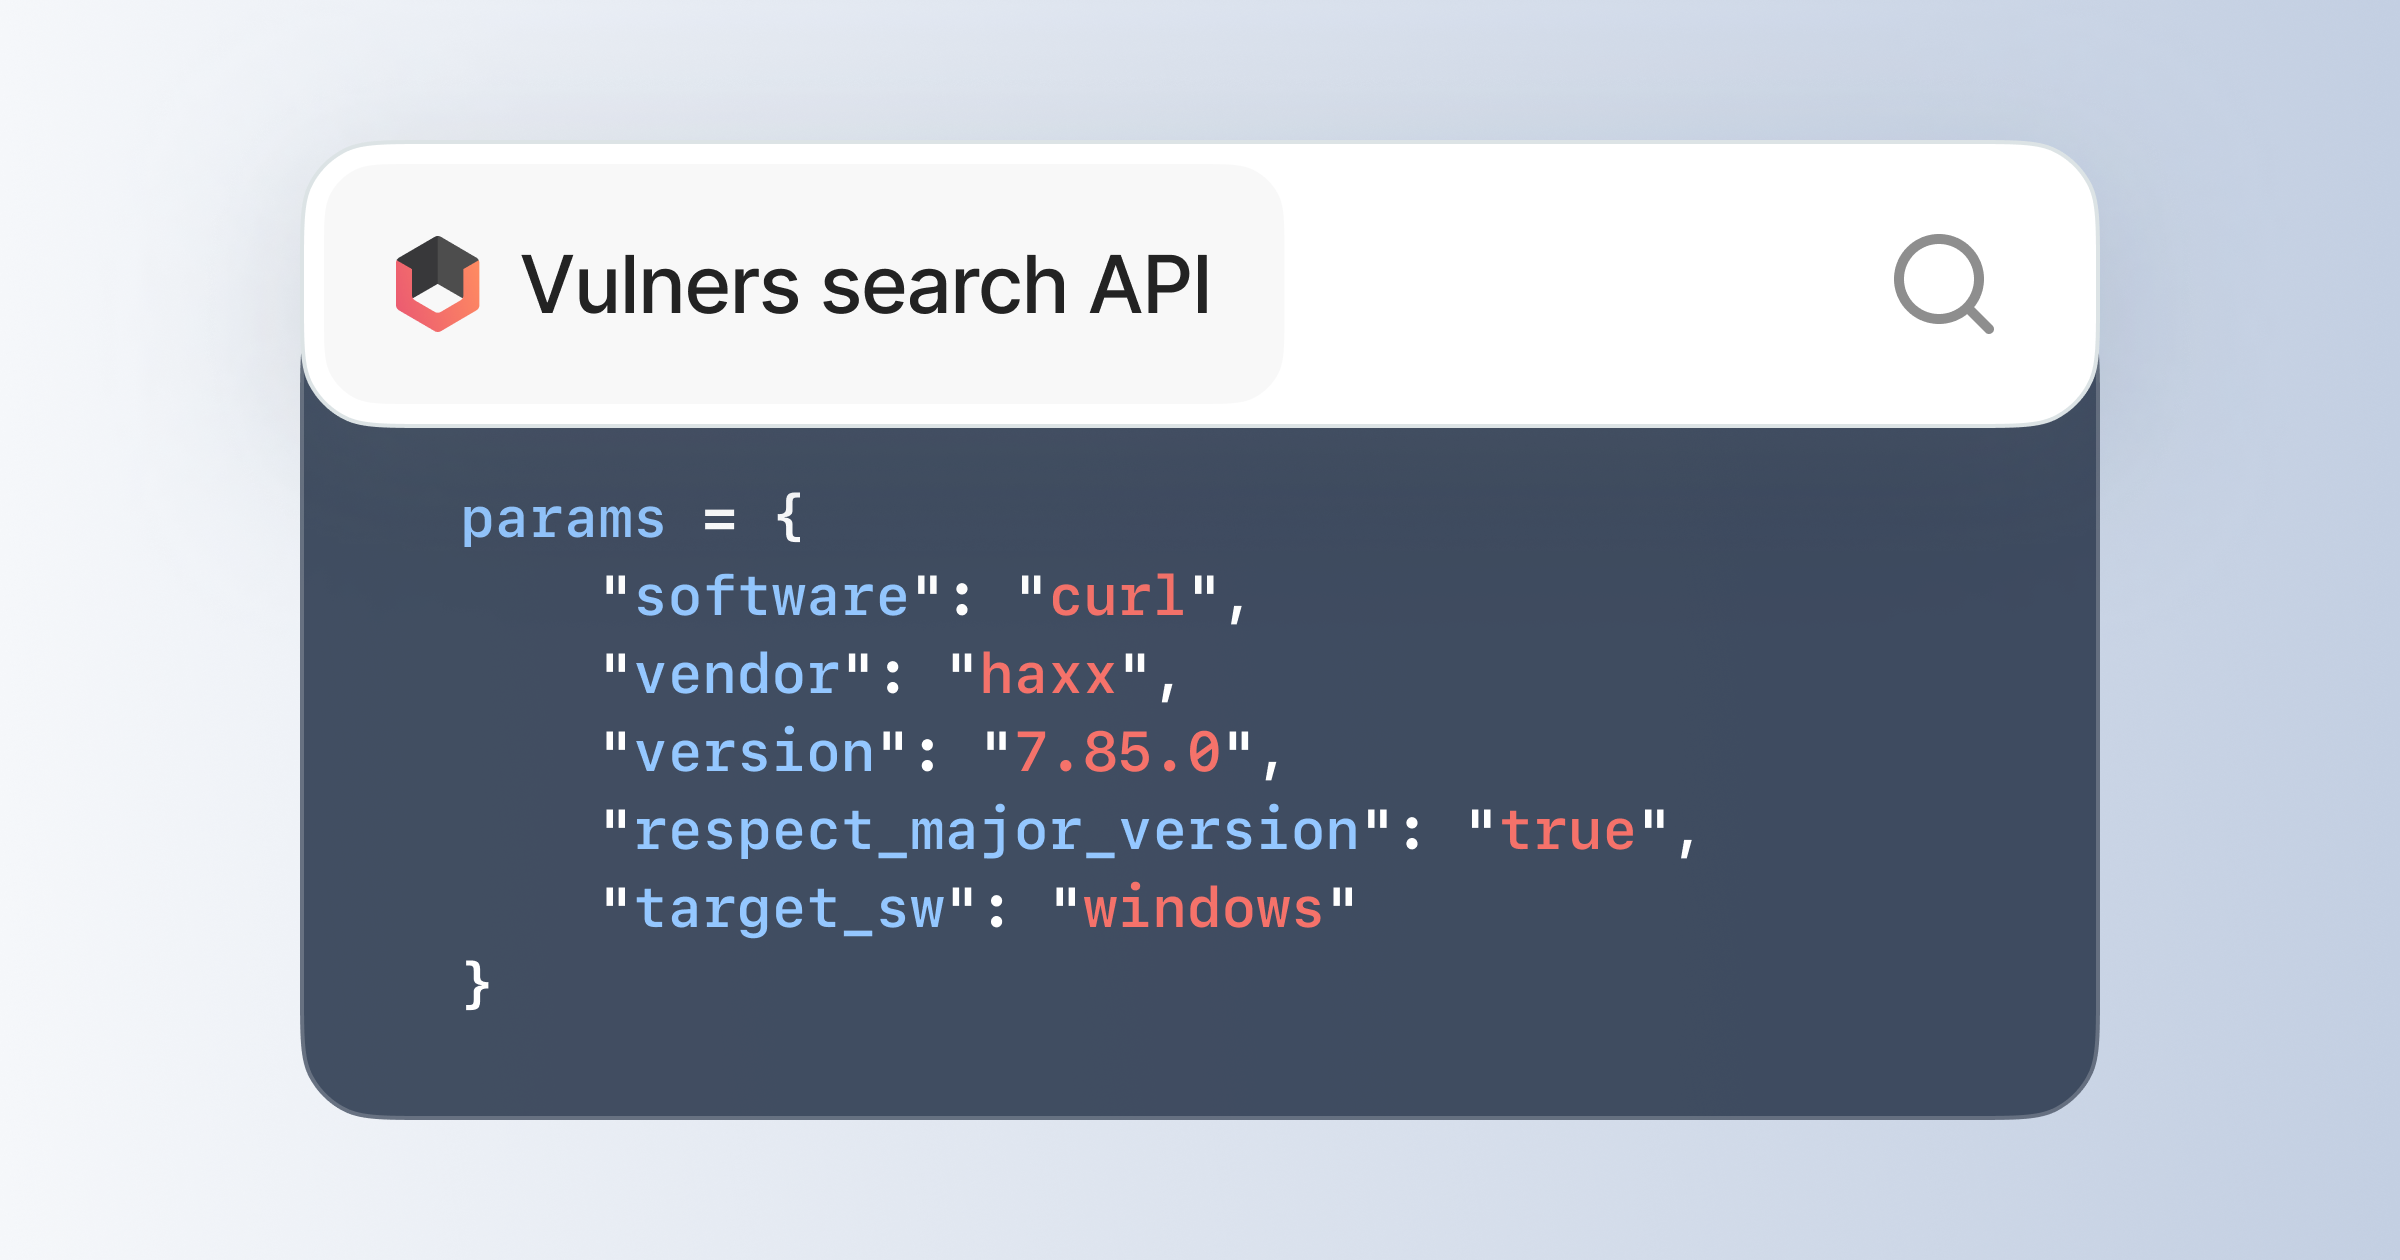 Vulners search API
params = {
    "software": "curl",
    "vendor": "haxx",
    "version": "7.85.0",
    "respect_major_version": "true",
    "target_sw": "windows"
}